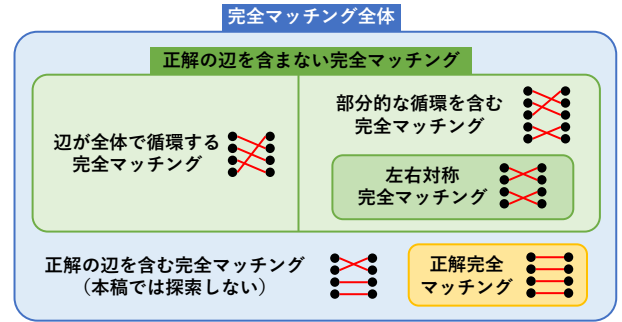 完全マッチング全体
正解の辺を含まない完全マッチング
辺が全体で循環する
完全マッチング
部分的な循環を含む
完全マッチング
左右対称
完全マッチング
正解の辺を含む完全マッチング
（本稿では探索しない）
正解完全
マッチング